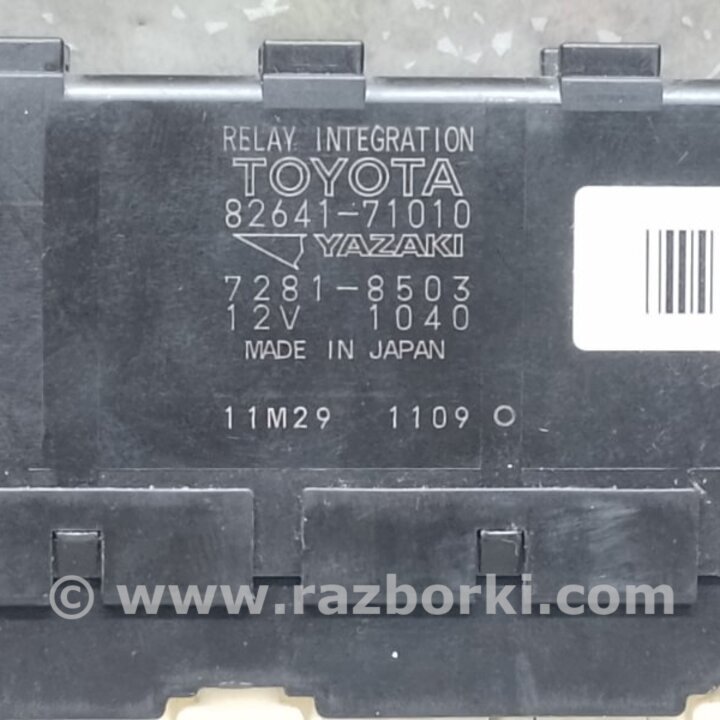 RELAY INTEGRATION
TOYOTA
82641-71010
YAZAKI
7281-8503
12V 1040
MADE IN JAPAN
11M29 1109
© www.razborki.com